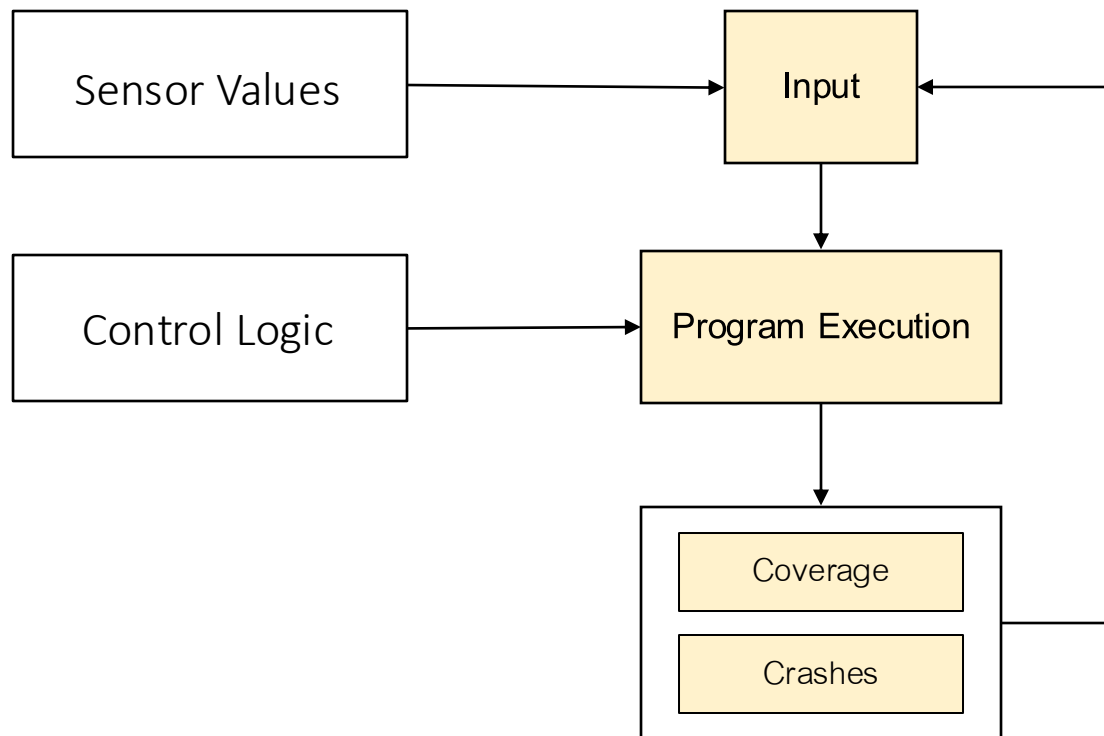 Sensor Values
Input
Control Logic
Program Execution
Coverage
Crashes